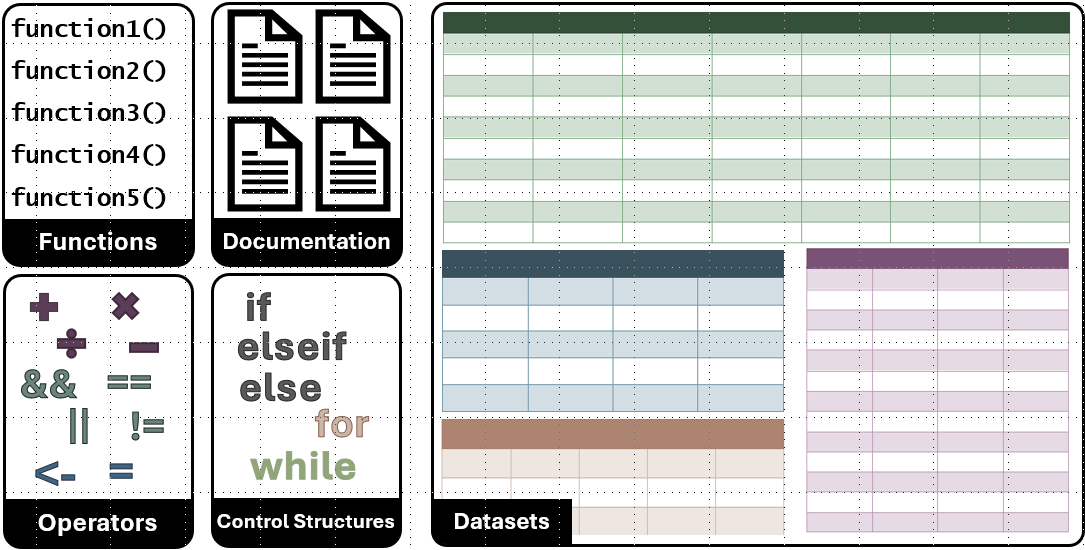 function1()
function2()
function3()
function4()
function5()
Functions
Documentation
+ ×
÷ −
&& ==
|| !=
<- =
Operators
if
elseif
else
for
while
Control Structures
Datasets